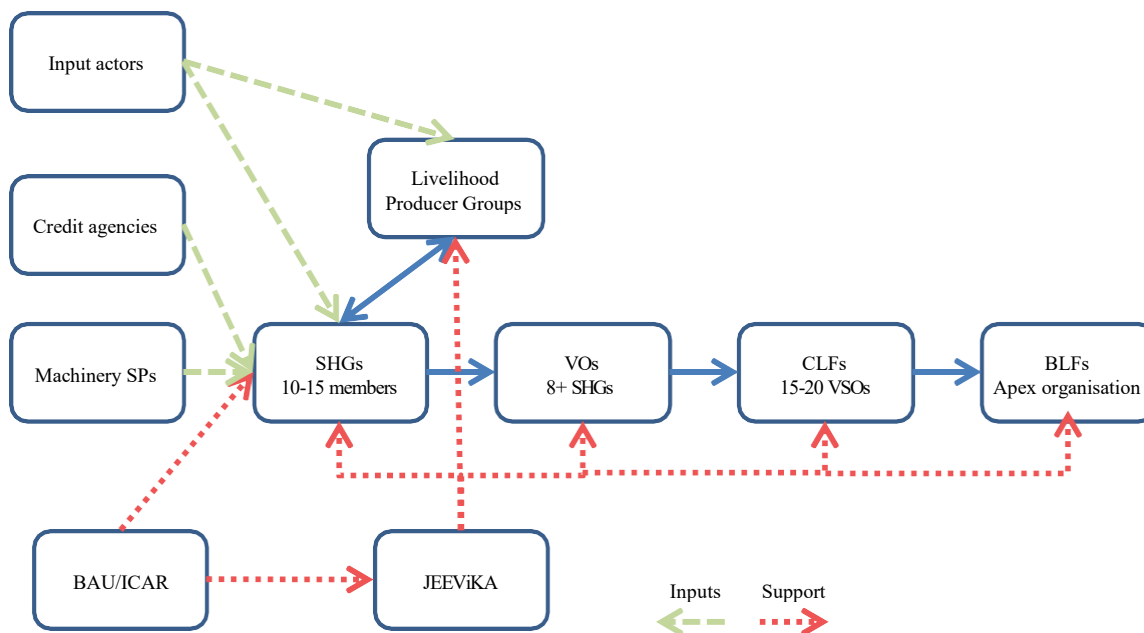 Input actors
Livelihood
Producer Groups
Credit agencies
Machinery SPs
SHGs
10-15 members
VOs
8+ SHGs
CLFs
15-20 VSOs
BLFs
Apex organisation
BAU/ICAR
JEEViKA
Inputs
Support